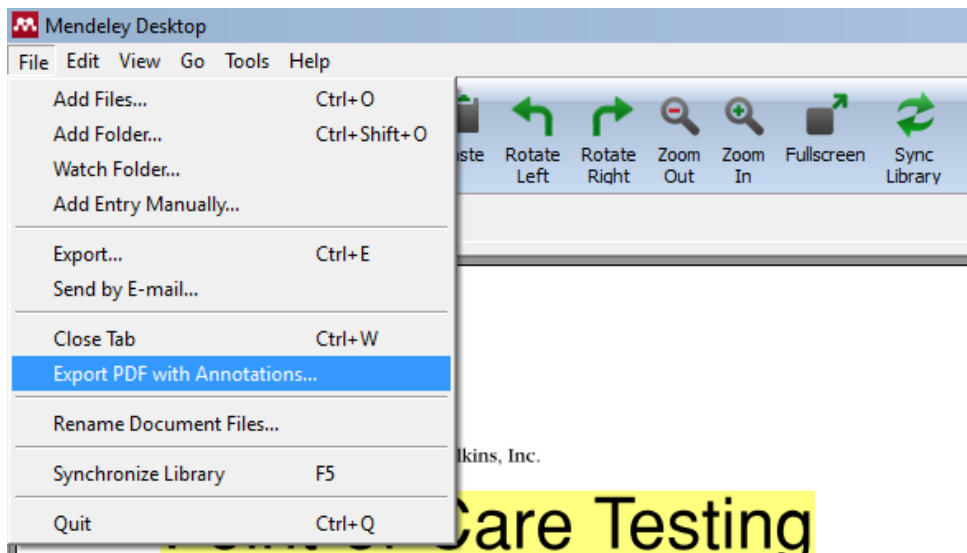 Mendeley Desktop
File Edit View Go Tools Help
Add Files... Ctrl+O
Add Folder... Ctrl+Shift+O
Watch Folder...
Add Entry Manually...
Export... Ctrl+E
Send by E-mail...
Close Tab Ctrl+W
Export PDF with Annotations...
Rename Document Files...
Synchronize Library F5
Quit Ctrl+Q
Rotate Left
Rotate Right
Zoom Out
Zoom In
Fullscreen
Sync Library
lkins, Inc.
Care Testing